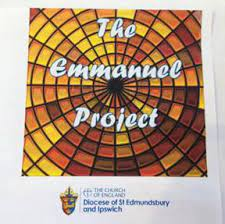 The
Emmanuel
Project
THE CHURCH
OF ENGLAND
Diocese of St Edmundsbury
and Ipswich